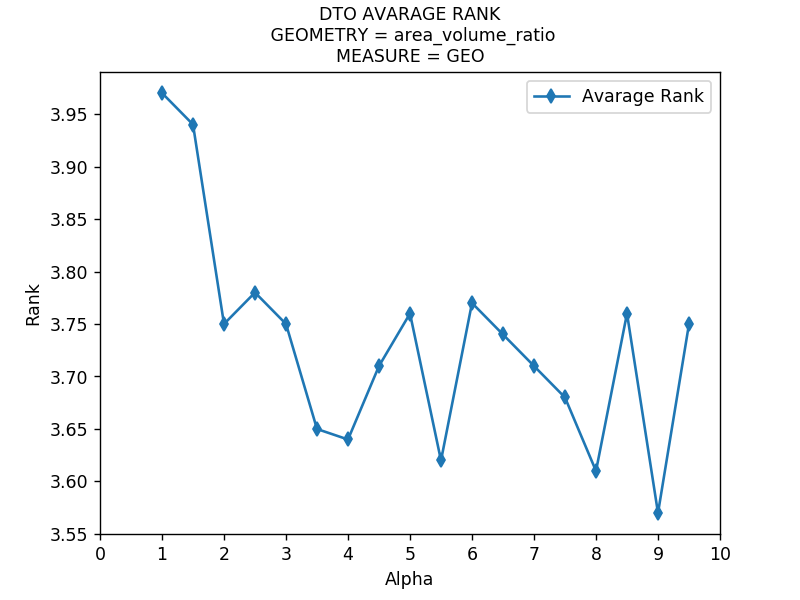 DTO AVARAGE RANK
GEOMETRY = area_volume_ratio
MEASURE = GEO
Avarage Rank
3.95
3.90
3.85
3.80
3.75
3.70
3.65
3.60
3.55
Rank
0 1 2 3 4 5 6 7 8 9 10
Alpha